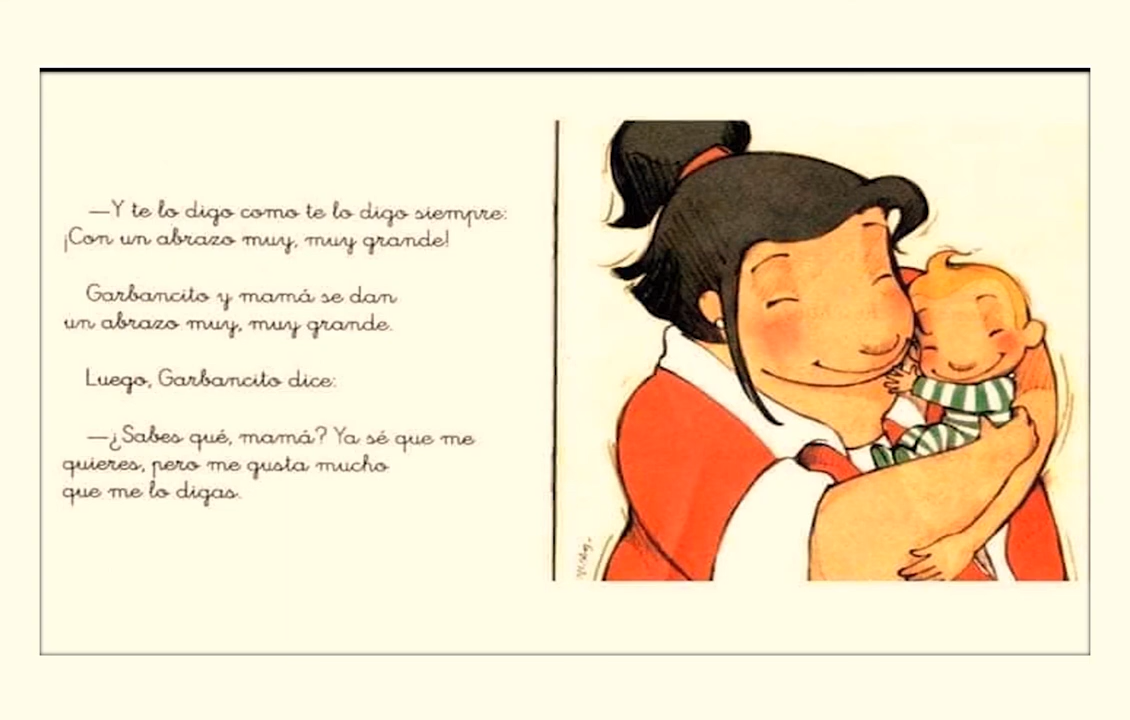 —Y te lo digo como te lo digo siempre:
¡Con un abrazo muy, muy grande!
Garbancito y mamá se dan
un abrazo muy, muy grande.
Luego, Garbancito dice:
—¿Sabes qué, mamá? Ya sé que me
quieres, pero me gusta mucho
que me lo digas.